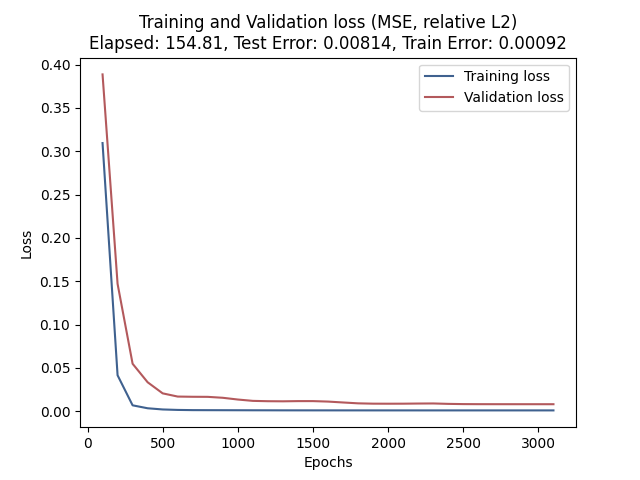 Training and Validation loss (MSE, relative L2)
Elapsed: 154.81, Test Error: 0.00814, Train Error: 0.00092
Training loss
Validation loss
Loss
0.40
0.35
0.30
0.25
0.20
0.15
0.10
0.05
0.00
0
500
1000
1500
2000
2500
3000
Epochs